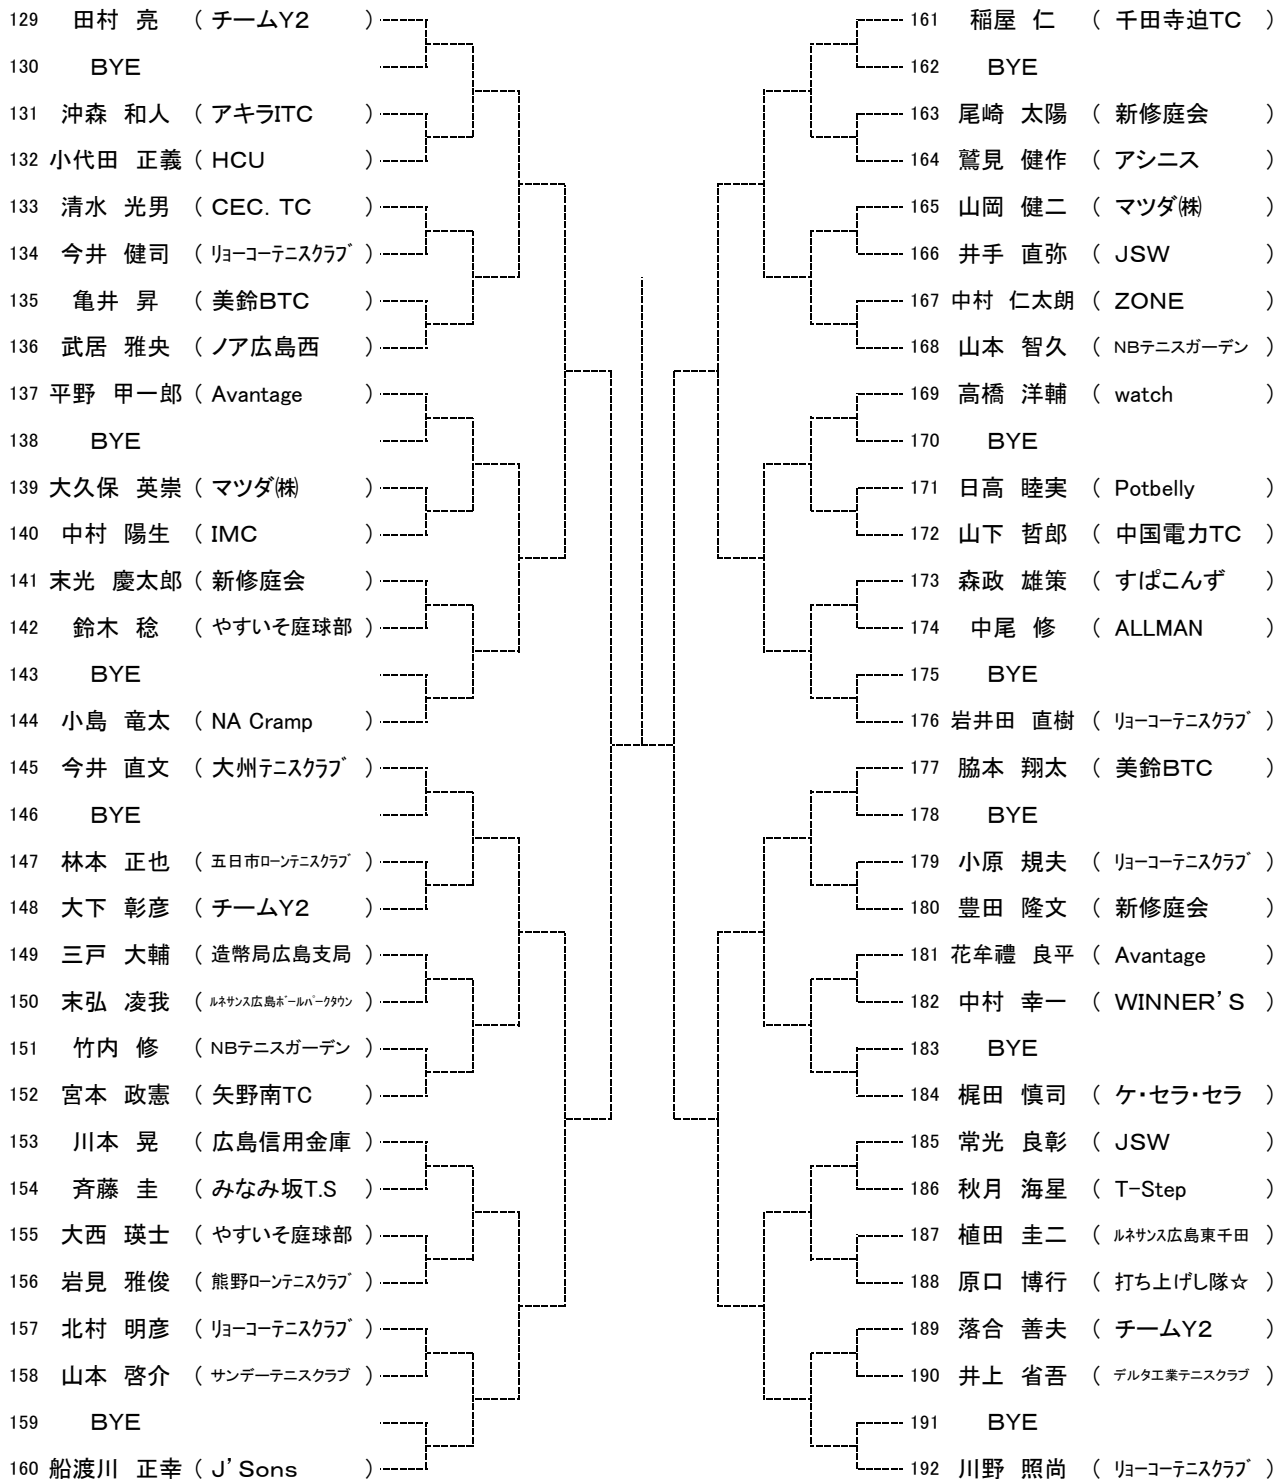 129 田村 亮 ( チームY2 )
130 BYE
131 沖森 和人 ( アキラITC )
132 小代田 正義 ( HCU )
133 清水 光男 ( CEC. TC )
134 今井 健司 ( ﾘｮｰｺｰテニスクラブ )
135 亀井 昇 ( 美鈴BTC )
136 武居 雅央 ( ノア広島西 )
137 平野 甲一郎 ( Avantage )
138 BYE
139 大久保 英崇 ( マツダ㈱ )
140 中村 陽生 ( IMC )
141 末光 慶太郎 ( 新修庭会 )
142 鈴木 稔 ( やすいそ庭球部 )
143 BYE
144 小島 竜太 ( NA Cramp )
145 今井 直文 ( 大州テニスクラブ )
146 BYE
147 林本 正也 ( 五日市ローンテニスクラブ )
148 大下 彰彦 ( チームY2 )
149 三戸 大輔 ( 造幣局広島支局 )
150 末弘 凌我 ( ルネサンス広島ボールパークタウン )
151 竹内 修 ( NBテニスガーデン )
152 宮本 政憲 ( 矢野南TC )
153 川本 晃 ( 広島信用金庫 )
154 斉藤 圭 ( みなみ坂T.S )
155 大西 瑛士 ( やすいそ庭球部 )
156 岩見 雅俊 ( 熊野ローンテニスクラブ )
157 北村 明彦 ( ﾘｮｰｺｰテニスクラブ )
158 山本 啓介 ( サンデーテニスクラブ )
159 BYE
160 船渡川 正幸 ( J'Sons )
161 稲屋 仁 ( 千田寺迫TC )
162 BYE
163 尾崎 太陽 ( 新修庭会 )
164 鷲見 健作 ( アシニス )
165 山岡 健二 ( マツダ㈱ )
166 井手 直弥 ( JSW )
167 中村 仁太朗 ( ZONE )
168 山本 智久 ( NBテニスガーデン )
169 高橋 洋輔 ( watch )
170 BYE
171 日高 睦実 ( Potbelly )
172 山下 哲郎 ( 中国電力TC )
173 森政 雄策 ( すぱこんず )
174 中尾 修 ( ALLMAN )
175 BYE
176 岩井田 直樹 ( ﾘｮｰｺｰテニスクラブ )
177 脇本 翔太 ( 美鈴BTC )
178 BYE
179 小原 規夫 ( ﾘｮｰｺｰテニスクラブ )
180 豊田 隆文 ( 新修庭会 )
181 花牟禮 良平 ( Avantage )
182 中村 幸一 ( WINNER'S )
183 BYE
184 梶田 慎司 ( ケ・セラ・セラ )
185 常光 良彰 ( JSW )
186 秋月 海星 ( T-Step )
187 植田 圭二 ( ルネサンス広島東千田 )
188 原口 博行 ( 打ち上げし隊☆ )
189 落合 善夫 ( チームY2 )
190 井上 省吾 ( デルタ工業テニスクラブ )
191 BYE
192 川野 照尚 ( ﾘｮｰｺｰテニスクラブ )